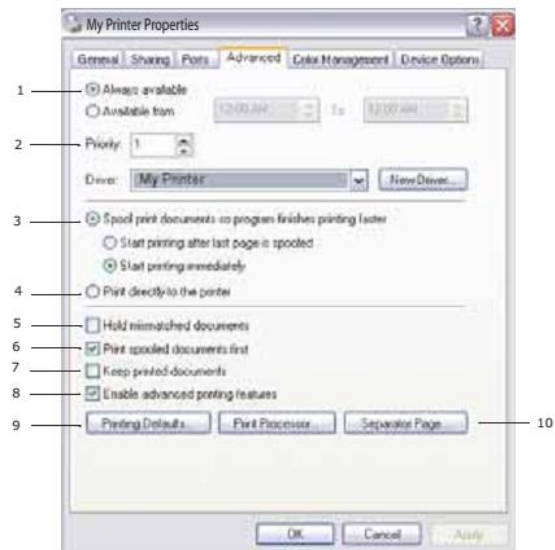 My Printer Properties
General Sharing Ports Advanced Color Management Device Options
1 Always available
Available from 12:00 AM To 12:00 AM
2 Priority: 1
Driver: My Printer New Driver...
3 Spool print documents so program finishes printing faster
Start printing after last page is spooled
Start printing immediately
4 Print directly to the printer
5 Hold mismatched documents
6 Print spooled documents first
7 Keep printed documents
8 Enable advanced printing features
9 Printing Defaults... Print Processor... Separator Page... 10
OK Cancel Apply